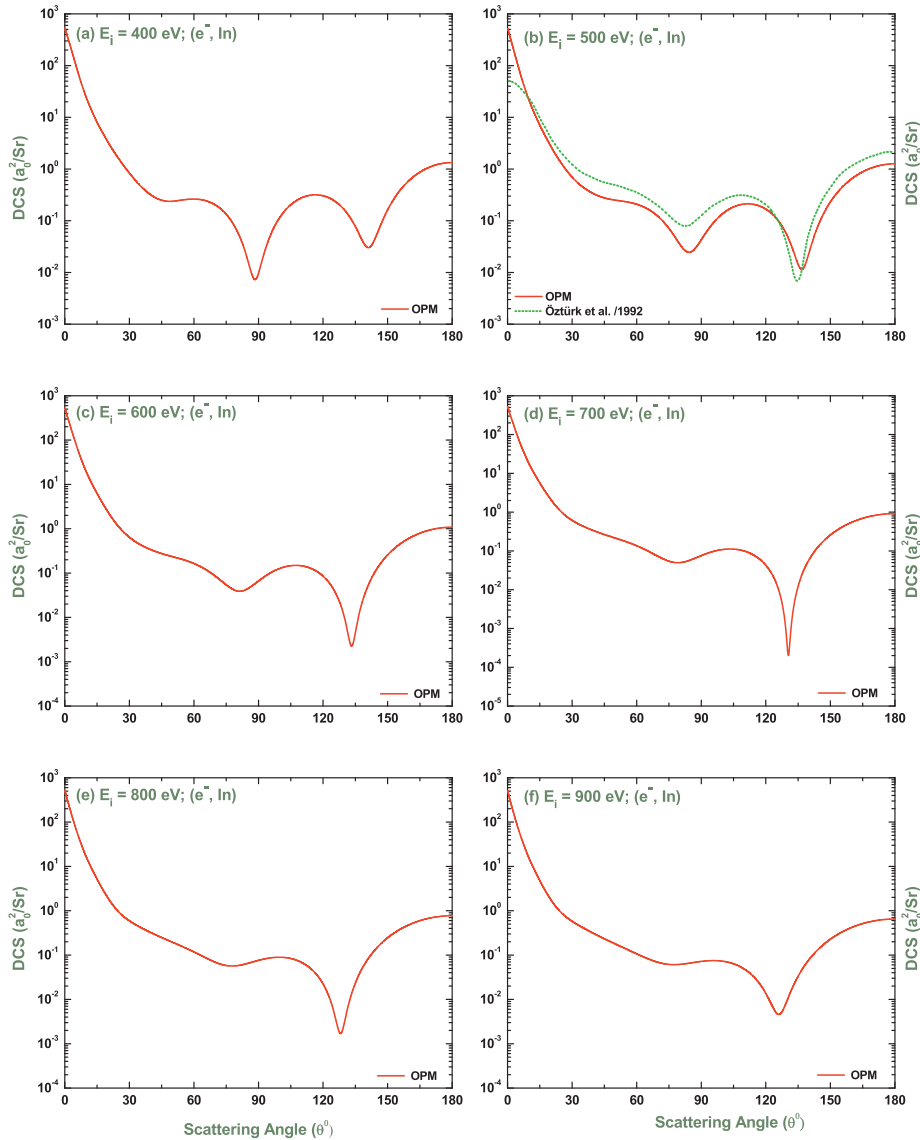 (a) Eᵢ = 400 eV; (e⁻, In)
DCS (a₀²/Sr)
10³
10²
10¹
10⁰
10⁻¹
10⁻²
10⁻³
0 30 60 90 120 150 180
OPM
(b) Eᵢ = 500 eV; (e⁻, In)
DCS (a₀²/Sr)
10³
10²
10¹
10⁰
10⁻¹
10⁻²
10⁻³
0 30 60 90 120 150 180
OPM
Öztürk et al. /1992
(c) Eᵢ = 600 eV; (e⁻, In)
DCS (a₀²/Sr)
10³
10²
10¹
10⁰
10⁻¹
10⁻²
10⁻³
10⁻⁴
0 30 60 90 120 150 180
OPM
(d) Eᵢ = 700 eV; (e⁻, In)
DCS (a₀²/Sr)
10³
10²
10¹
10⁰
10⁻¹
10⁻²
10⁻³
10⁻⁴
10⁻⁵
0 30 60 90 120 150 180
OPM
(e) Eᵢ = 800 eV; (e⁻, In)
DCS (a₀²/Sr)
10³
10²
10¹
10⁰
10⁻¹
10⁻²
10⁻³
10⁻⁴
0 30 60 90 120 150 180
OPM
Scattering Angle (θ⁰)
(f) Eᵢ = 900 eV; (e⁻, In)
DCS (a₀²/Sr)
10³
10²
10¹
10⁰
10⁻¹
10⁻²
10⁻³
10⁻⁴
0 30 60 90 120 150 180
OPM
Scattering Angle (θ⁰)